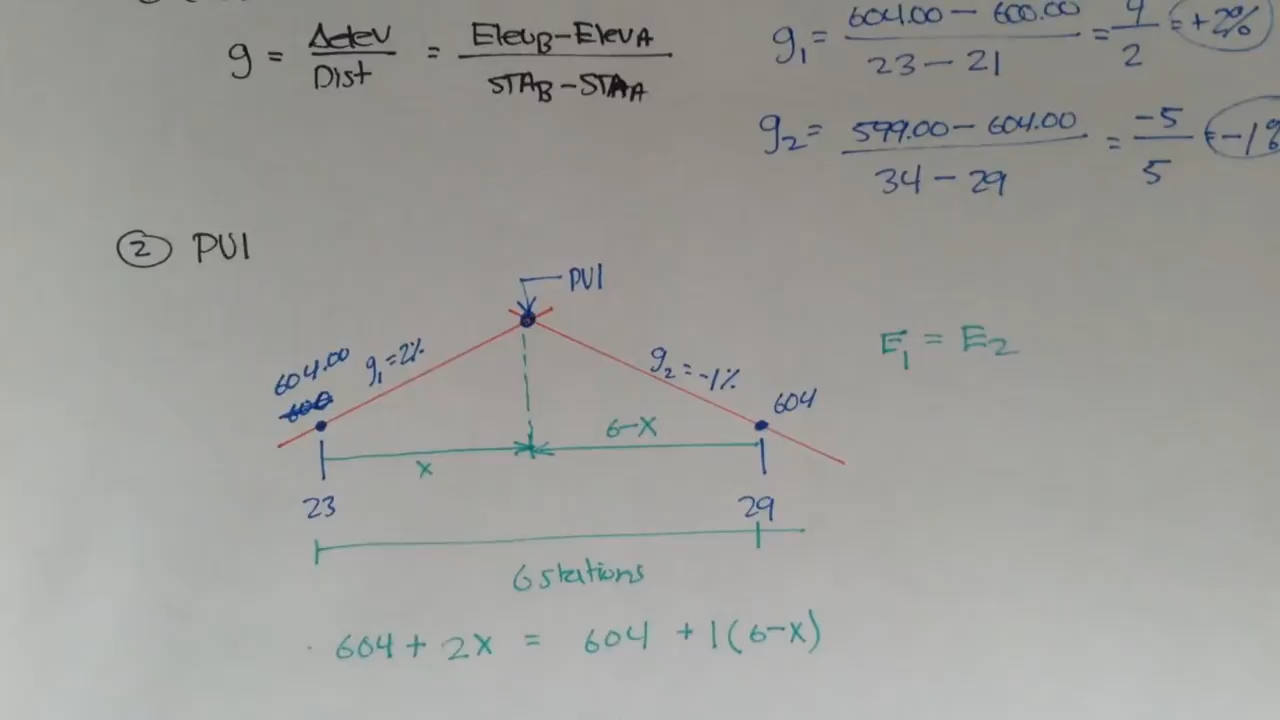 g = Δelev / Dist = ElevB - ElevA / STAB - STAA
g1 = 604.00 - 600.00 / 23 - 21 = 4/2 = +2%
g2 = 599.00 - 604.00 / 34 - 29 = -5/5 = -1%
2 PVI
PVI
604.00
600
g1 = 2%
g2 = -1%
604
E1 = E2
x
6-x
23
29
6 stations
604 + 2x = 604 + 1(6-x)